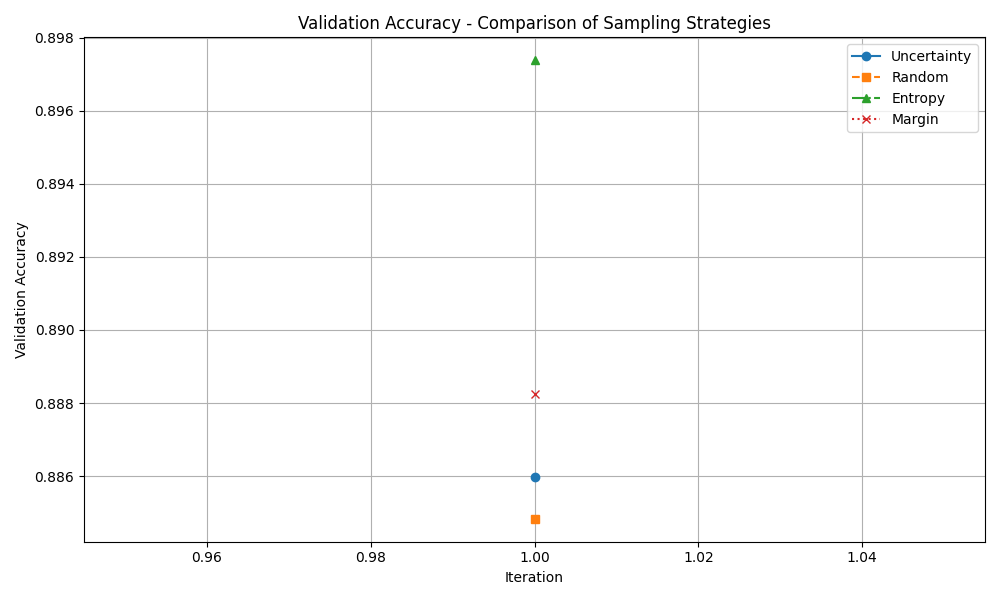 Validation Accuracy - Comparison of Sampling Strategies
Validation Accuracy
0.898
0.896
0.894
0.892
0.890
0.888
0.886
Uncertainty
Random
Entropy
Margin
0.96
0.98
1.00
1.02
1.04
Iteration